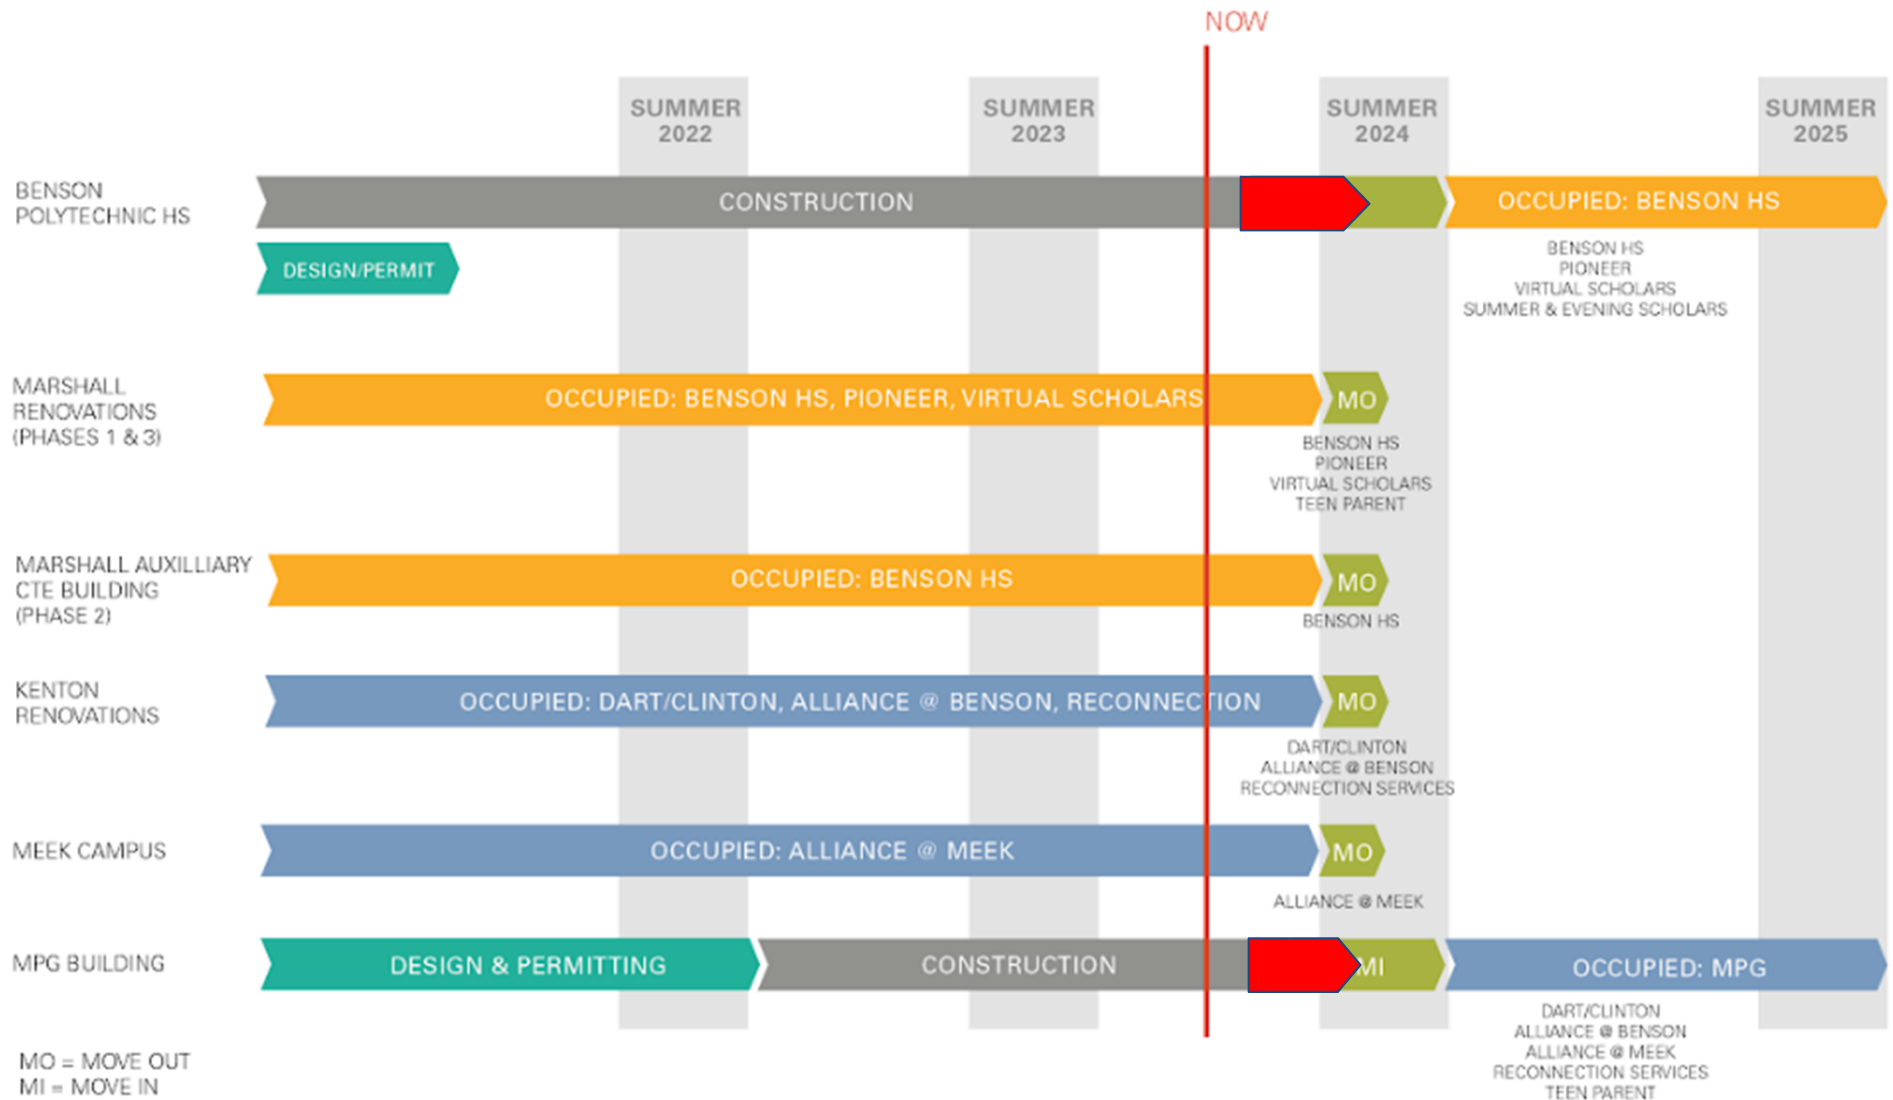 NOW
SUMMER
2022
SUMMER
2023
SUMMER
2024
SUMMER
2025
BENSON
POLYTECHNIC HS
CONSTRUCTION
OCCUPIED: BENSON HS
DESIGN/PERMIT
BENSON HS
PIONEER
VIRTUAL SCHOLARS
SUMMER & EVENING SCHOLARS
MARSHALL
RENOVATIONS
(PHASES 1 & 3)
OCCUPIED: BENSON HS, PIONEER, VIRTUAL SCHOLARS
MO
BENSON HS
PIONEER
VIRTUAL SCHOLARS
TEEN PARENT
MARSHALL AUXILLIARY
CTE BUILDING
(PHASE 2)
OCCUPIED: BENSON HS
MO
BENSON HS
KENTON
RENOVATIONS
OCCUPIED: DART/CLINTON, ALLIANCE @ BENSON, RECONNECTION
MO
DART/CLINTON
ALLIANCE @ BENSON
RECONNECTION SERVICES
MEEK CAMPUS
OCCUPIED: ALLIANCE @ MEEK
MO
ALLIANCE @ MEEK
MPG BUILDING
DESIGN & PERMITTING
CONSTRUCTION
MI
OCCUPIED: MPG
DART/CLINTON
ALLIANCE @ BENSON
ALLIANCE @ MEEK
RECONNECTION SERVICES
TEEN PARENT
MO = MOVE OUT
MI = MOVE IN